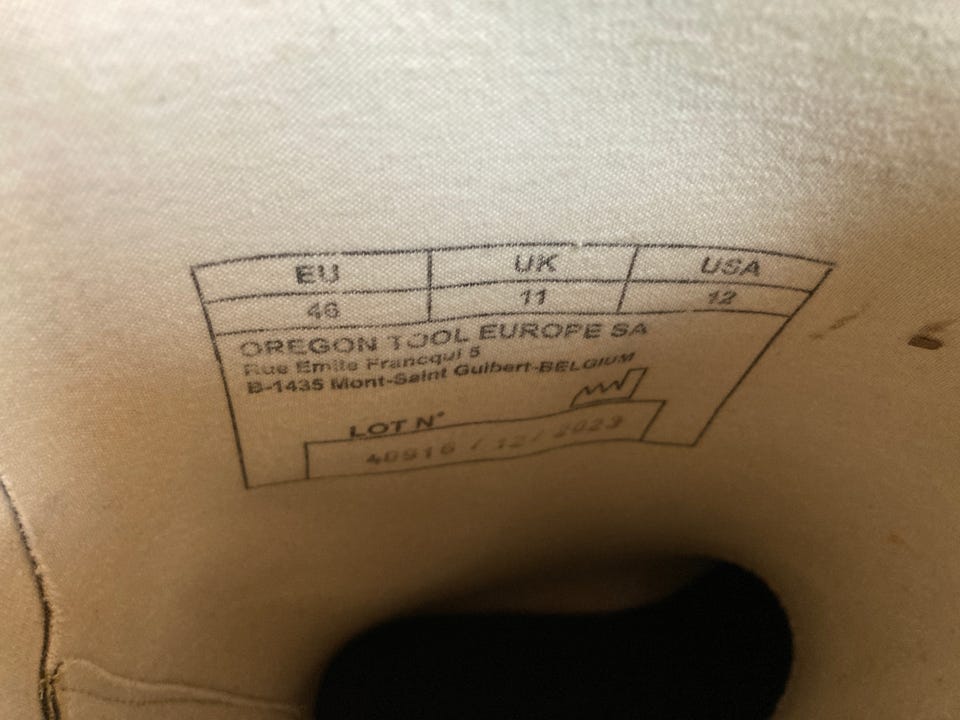 EU UK USA
46 11 12
OREGON TOOL EUROPE SA
Rue Emile Francqui 5
B-1435 Mont-Saint Guibert-BELGIUM
LOT N°
/ 12 / 2023